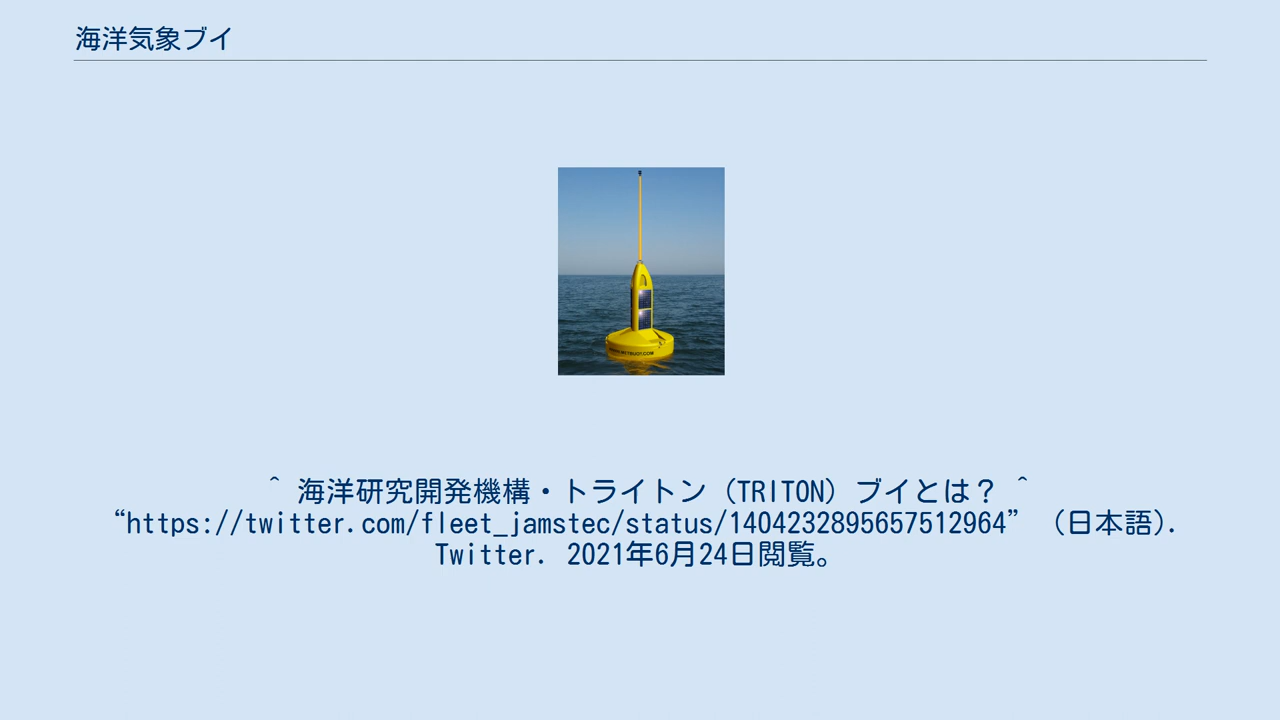 海洋気象ブイ
^ 海洋研究開発機構・トライトン（TRITON）ブイとは？ ^
“https://twitter.com/fleet_jamstec/status/1404232895657512964” （日本語）.
Twitter. 2021年6月24日閲覧。